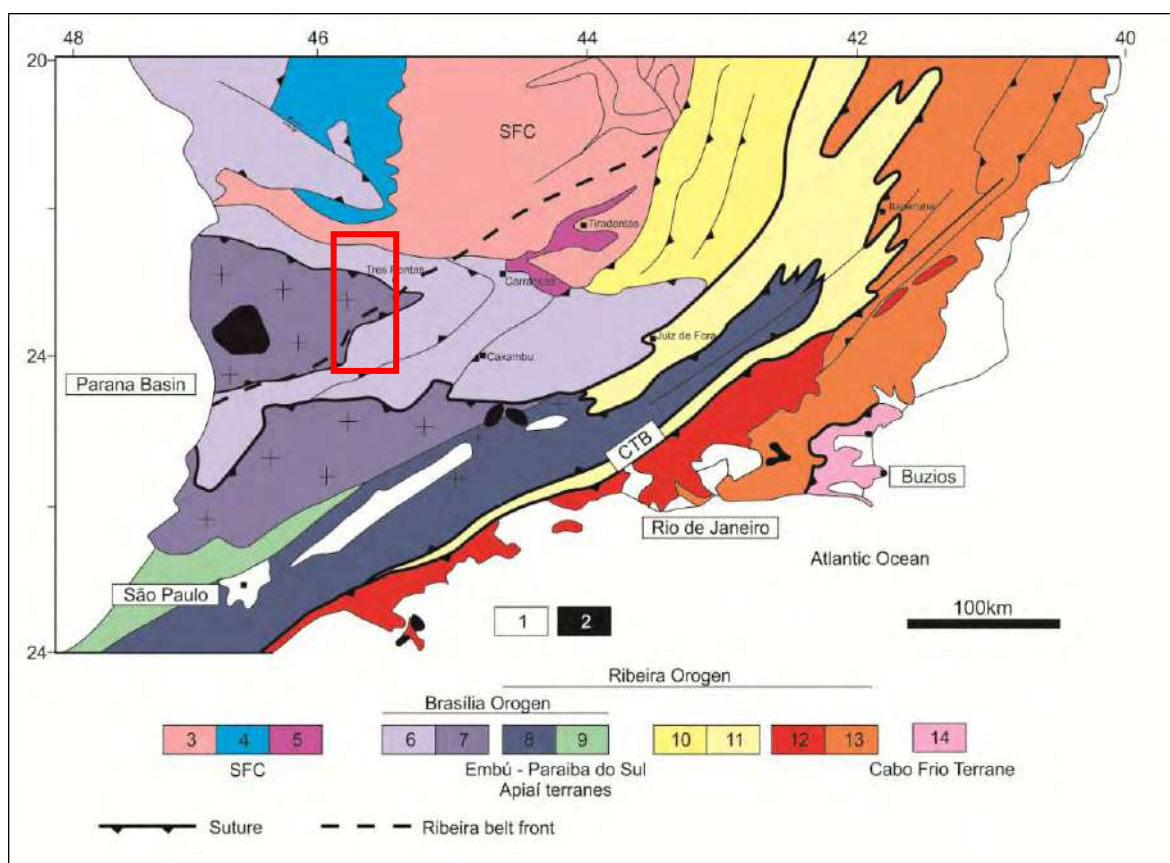 48 46 44 42 40
20
SFC
Itaperuna
Tiradentes
Tres Pontas
Carrancas
Juiz de Fora
24
Caxambu
Parana Basin
CTB
Buzios
Rio de Janeiro
Atlantic Ocean
São Paulo
1 2
100km
24
Ribeira Orogen
Brasília Orogen
3 4 5 6 7 8 9 10 11 12 13 14
SFC Embú - Paraiba do Sul Cabo Frio Terrane
Apiaí terranes
Suture Ribeira belt front